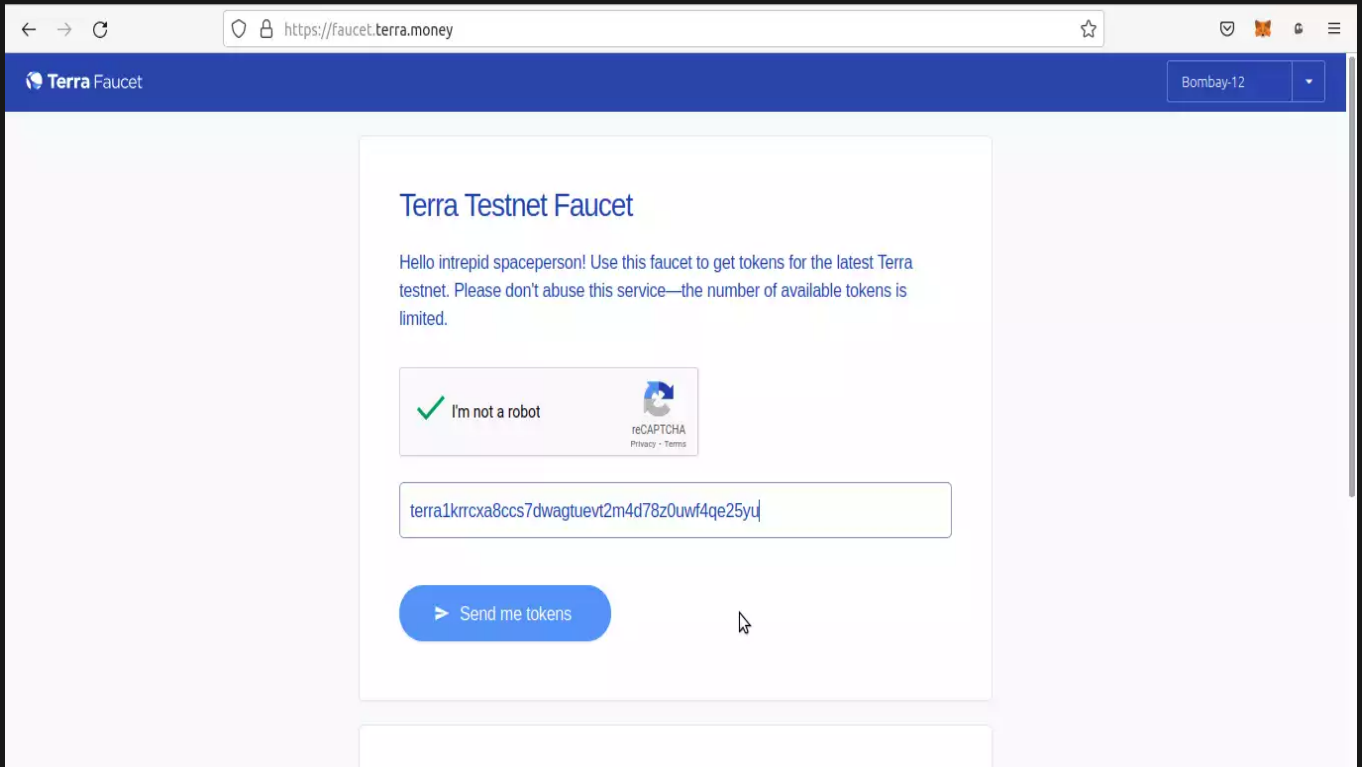 https://faucet.terra.money
Terra Faucet
Bombay-12
Terra Testnet Faucet
Hello intrepid spaceperson! Use this faucet to get tokens for the latest Terra
testnet. Please don't abuse this service—the number of available tokens is
limited.
I'm not a robot
reCAPTCHA
Privacy - Terms
terra1krrcxa8ccs7dwagtuevt2m4d78z0uwf4qe25yu
Send me tokens